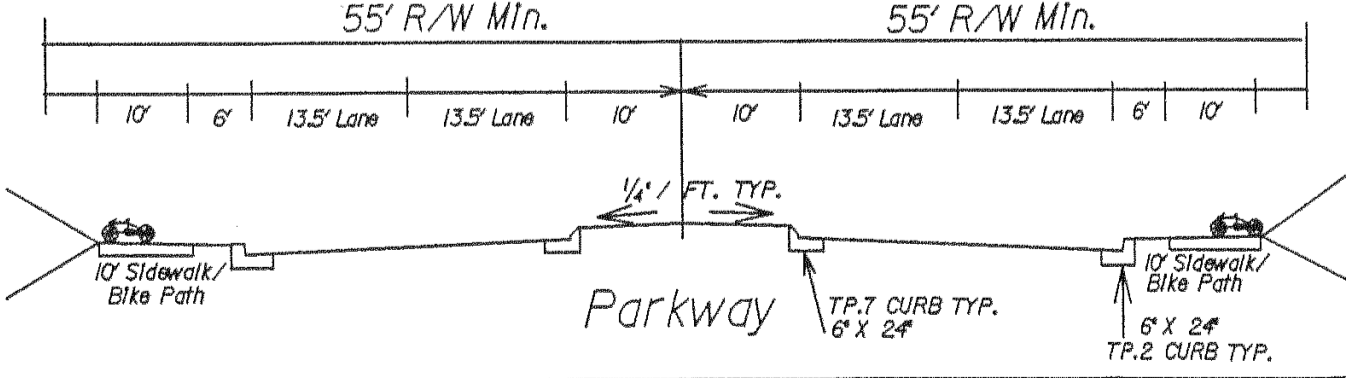 55' R/W Min. 55' R/W Min.
10' 6' 13.5' Lane 13.5' Lane 10' 10' 13.5' Lane 13.5' Lane 6' 10'
1/4" / FT. TYP.
10' Sidewalk/
Bike Path
10' Sidewalk/
Bike Path
Parkway
TP.7 CURB TYP.
6" X 24"
6" X 24"
TP.2 CURB TYP.